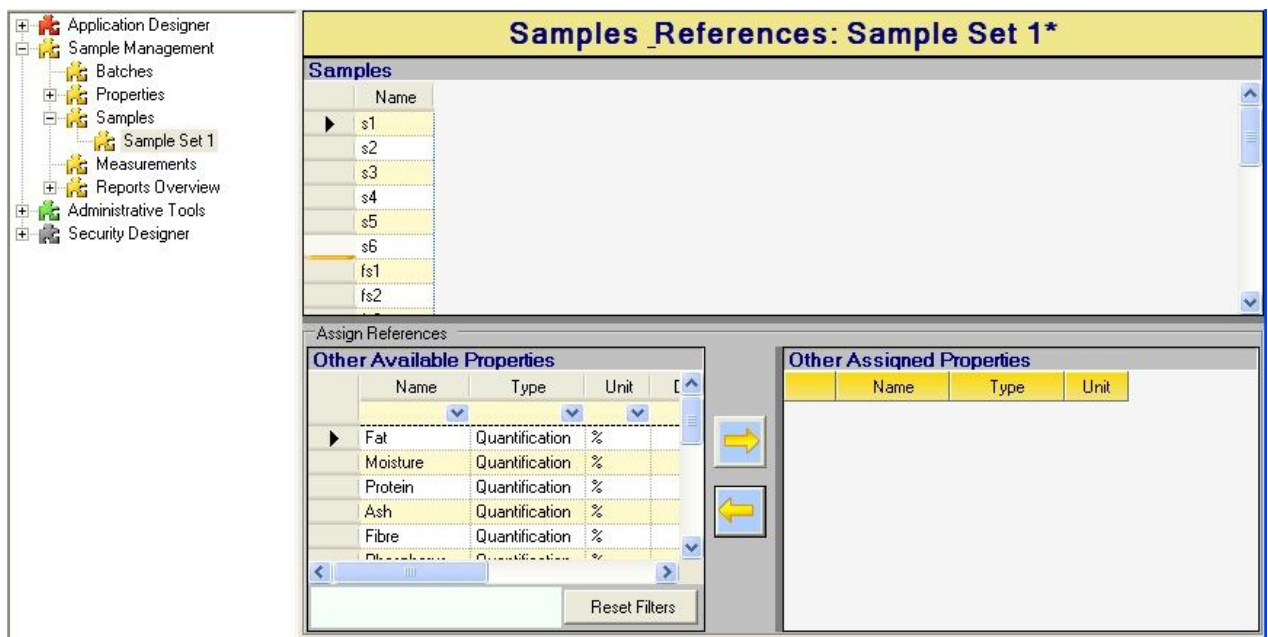 Application Designer
Sample Management
Batches
Properties
Samples
Sample Set 1
Measurements
Reports Overview
Administrative Tools
Security Designer
Samples_References: Sample Set 1*
Samples
Name
s1
s2
s3
s4
s5
s6
fs1
fs2
Assign References
Other Available Properties
Name Type Unit
Fat Quantification %
Moisture Quantification %
Protein Quantification %
Ash Quantification %
Fibre Quantification %
Reset Filters
Other Assigned Properties
Name Type Unit